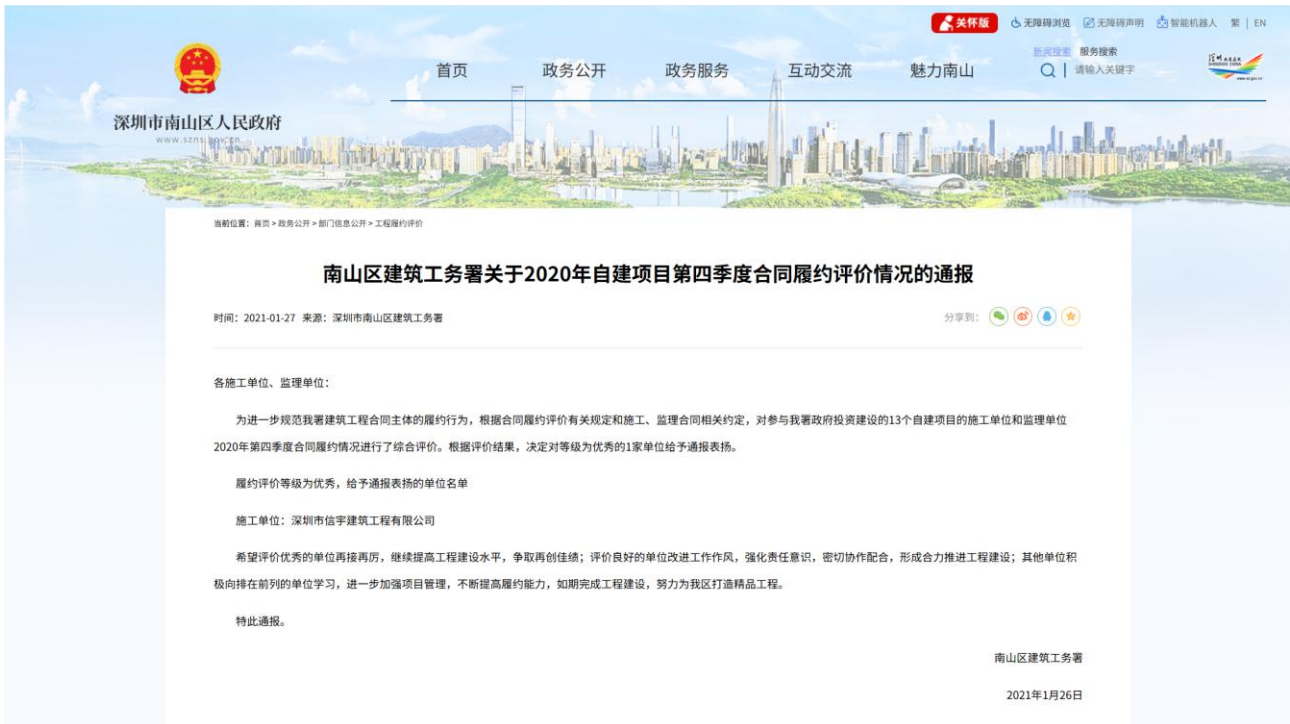 关怀版 无障碍浏览 无障碍声明 智能机器人 繁 | EN
新闻搜索 服务搜索
首页 政务公开 政务服务 互动交流 魅力南山 请输入关键字
深圳市南山区人民政府
www.szns.gov.cn
当前位置：首页 > 政务公开 > 部门信息公开 > 工程履约评价
南山区建筑工务署关于2020年自建项目第四季度合同履约评价情况的通报
时间：2021-01-27 来源：深圳市南山区建筑工务署 分享到：
各施工单位、监理单位：
为进一步规范我署建筑工程合同主体的履约行为，根据合同履约评价有关规定和施工、监理合同相关约定，对参与我署政府投资建设的13个自建项目的施工单位和监理单位
2020年第四季度合同履约情况进行了综合评价。根据评价结果，决定对等级为优秀的1家单位给予通报表扬。
履约评价等级为优秀，给予通报表扬的单位名单
施工单位：深圳市信宇建筑工程有限公司
希望评价优秀的单位再接再厉，继续提高工程建设水平，争取再创佳绩；评价良好的单位改进工作作风，强化责任意识，密切协作配合，形成合力推进工程建设；其他单位积
极向排在前列的单位学习，进一步加强项目管理，不断提高履约能力，如期完成工程建设，努力为我区打造精品工程。
特此通报。
南山区建筑工务署
2021年1月26日